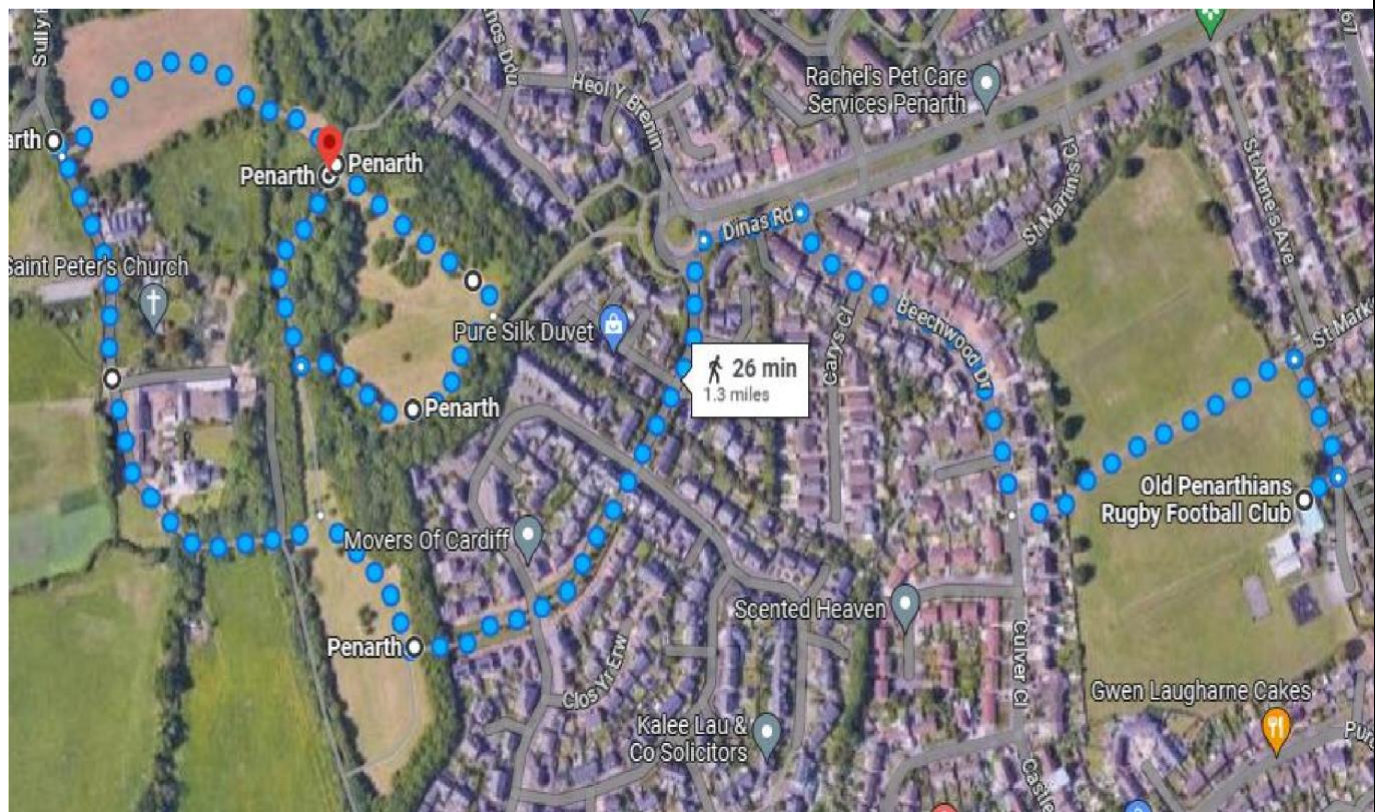 Sully
Heol Y Brenin
Rachel's Pet Care
Services Penarth
arth
Penarth
Penarth
St Martin's Cl
St Anne's Ave
Dinas Rd
Saint Peter's Church
Pure Silk Duvet
Beechwood Dr
St Mark
Carys Cl
26 min
1.3 miles
Penarth
Old Penarthians
Rugby Football Club
Movers Of Cardiff
Scented Heaven
Penarth
Culver Cl
Clos Yr Erw
Gwen Laugharne Cakes
Kalee Lau &
Co Solicitors
Castle